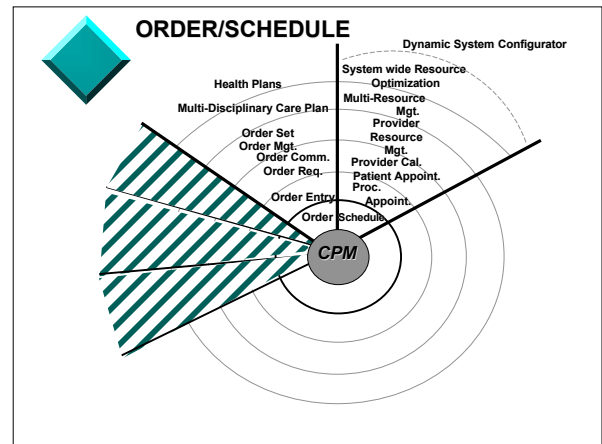 ORDER/SCHEDULE
Dynamic System Configurator
Health Plans
Multi-Disciplinary Care Plan
Order Set
Order Mgt.
Order Comm.
Order Req.
Order Entry
Order Schedule
System wide Resource
Optimization
Multi-Resource
Mgt.
Provider
Resource
Mgt.
Provider Cal.
Patient Appoint.
Proc.
Appoint.
CPM